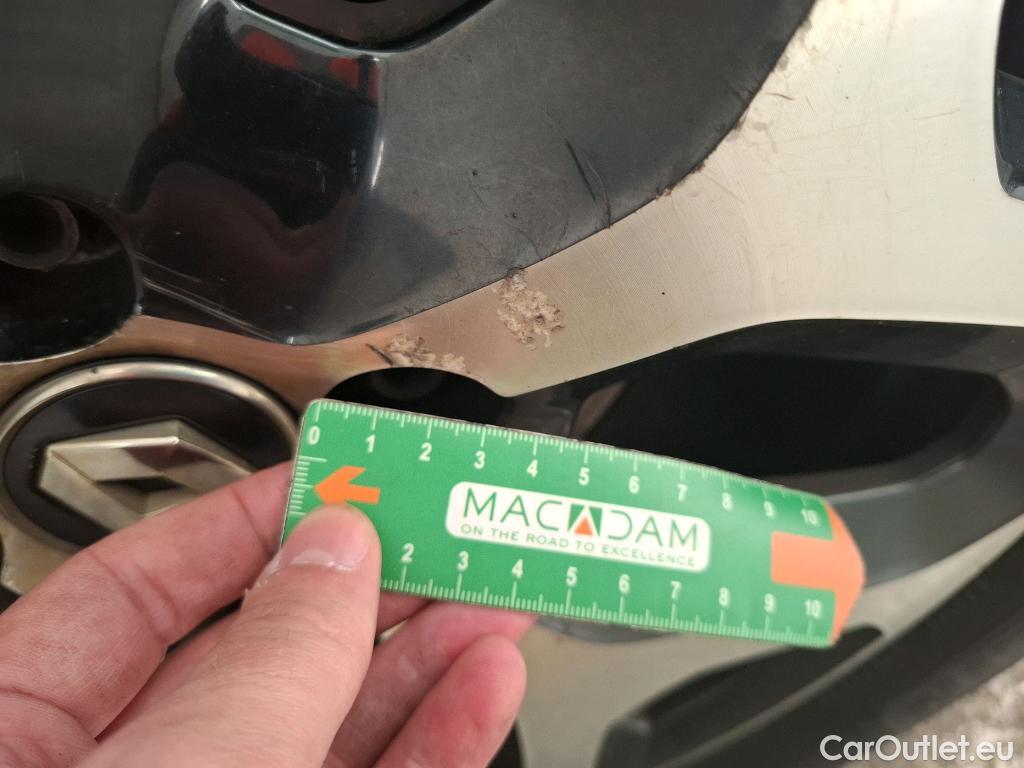 0 1 2 3 4 5 6 7 8 9 10
MACADAM
ON THE ROAD TO EXCELLENCE
2 3 4 5 6 7 8 9 10
CarOutlet.eu